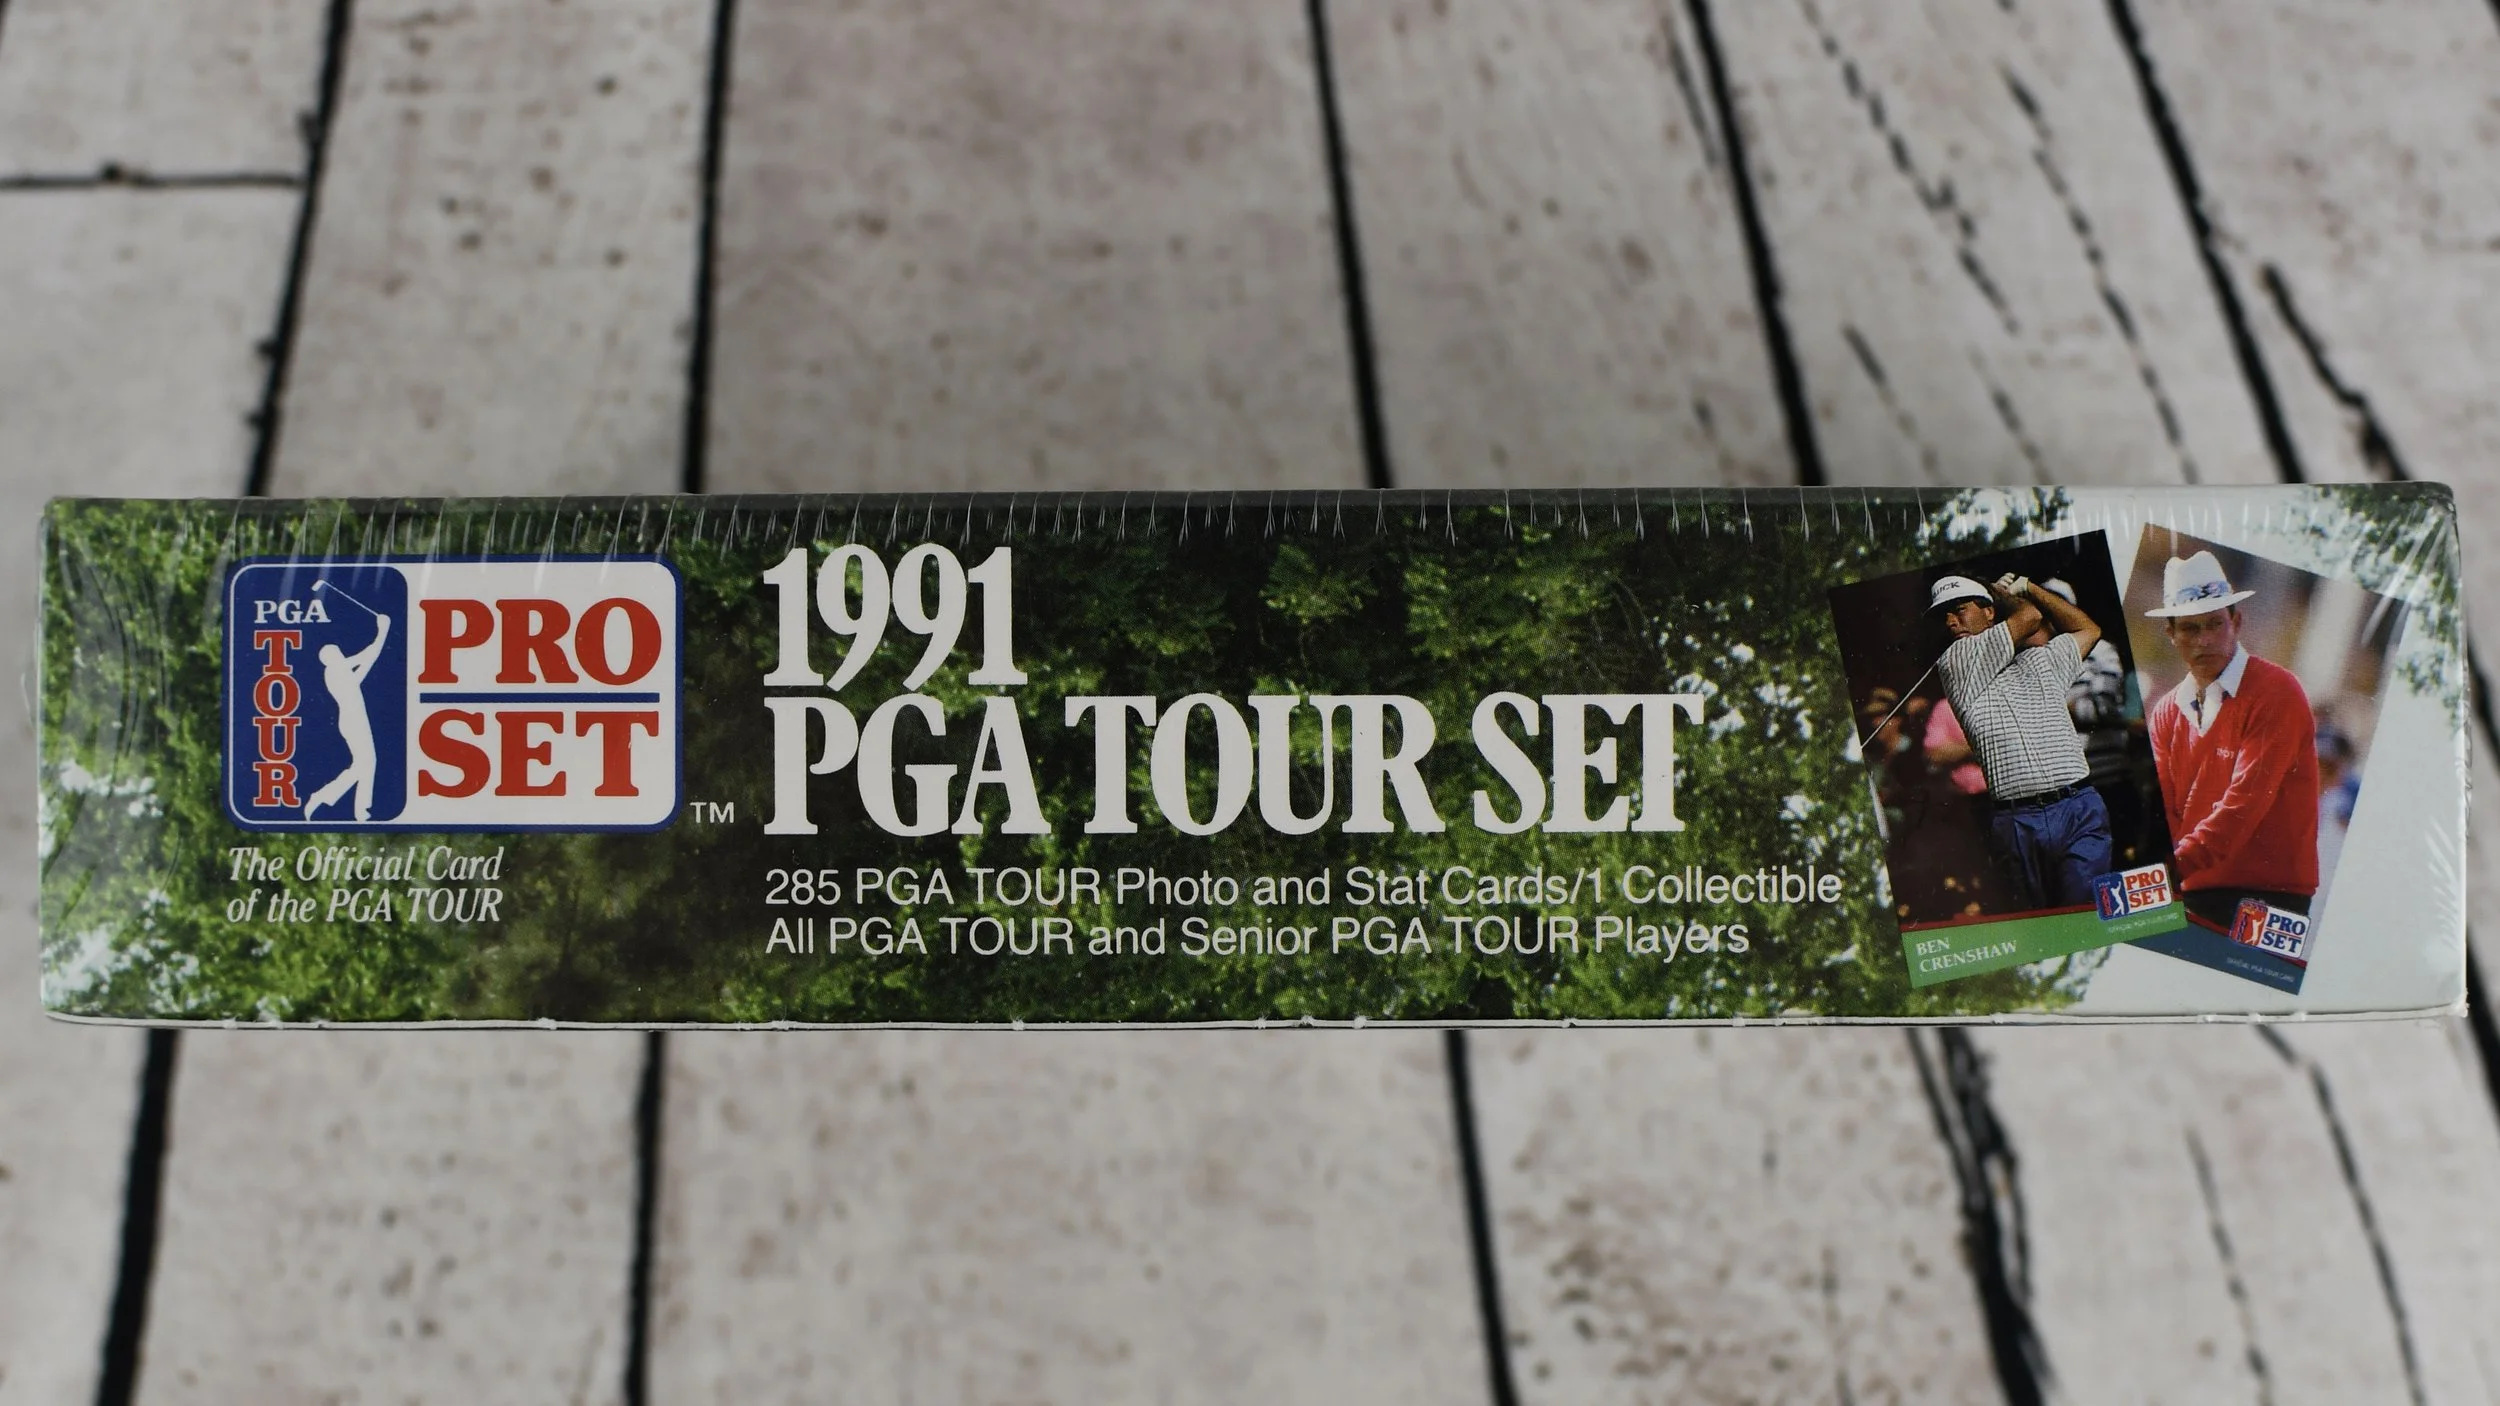 PGA
TOUR
PRO
SET
TM
The Official Card
of the PGA TOUR
1991
PGA TOUR SET
285 PGA TOUR Photo and Stat Cards/1 Collectible
All PGA TOUR and Senior PGA TOUR Players
BEN
CRENSHAW
PRO
SET
PRO
SET